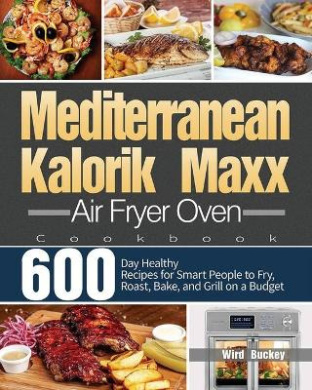 Mediterranean
Kalorik Maxx
Air Fryer Oven
Cookbook
600
Day Healthy
Recipes for Smart People to Fry,
Roast, Bake, and Grill on a Budget
Wird Buckey